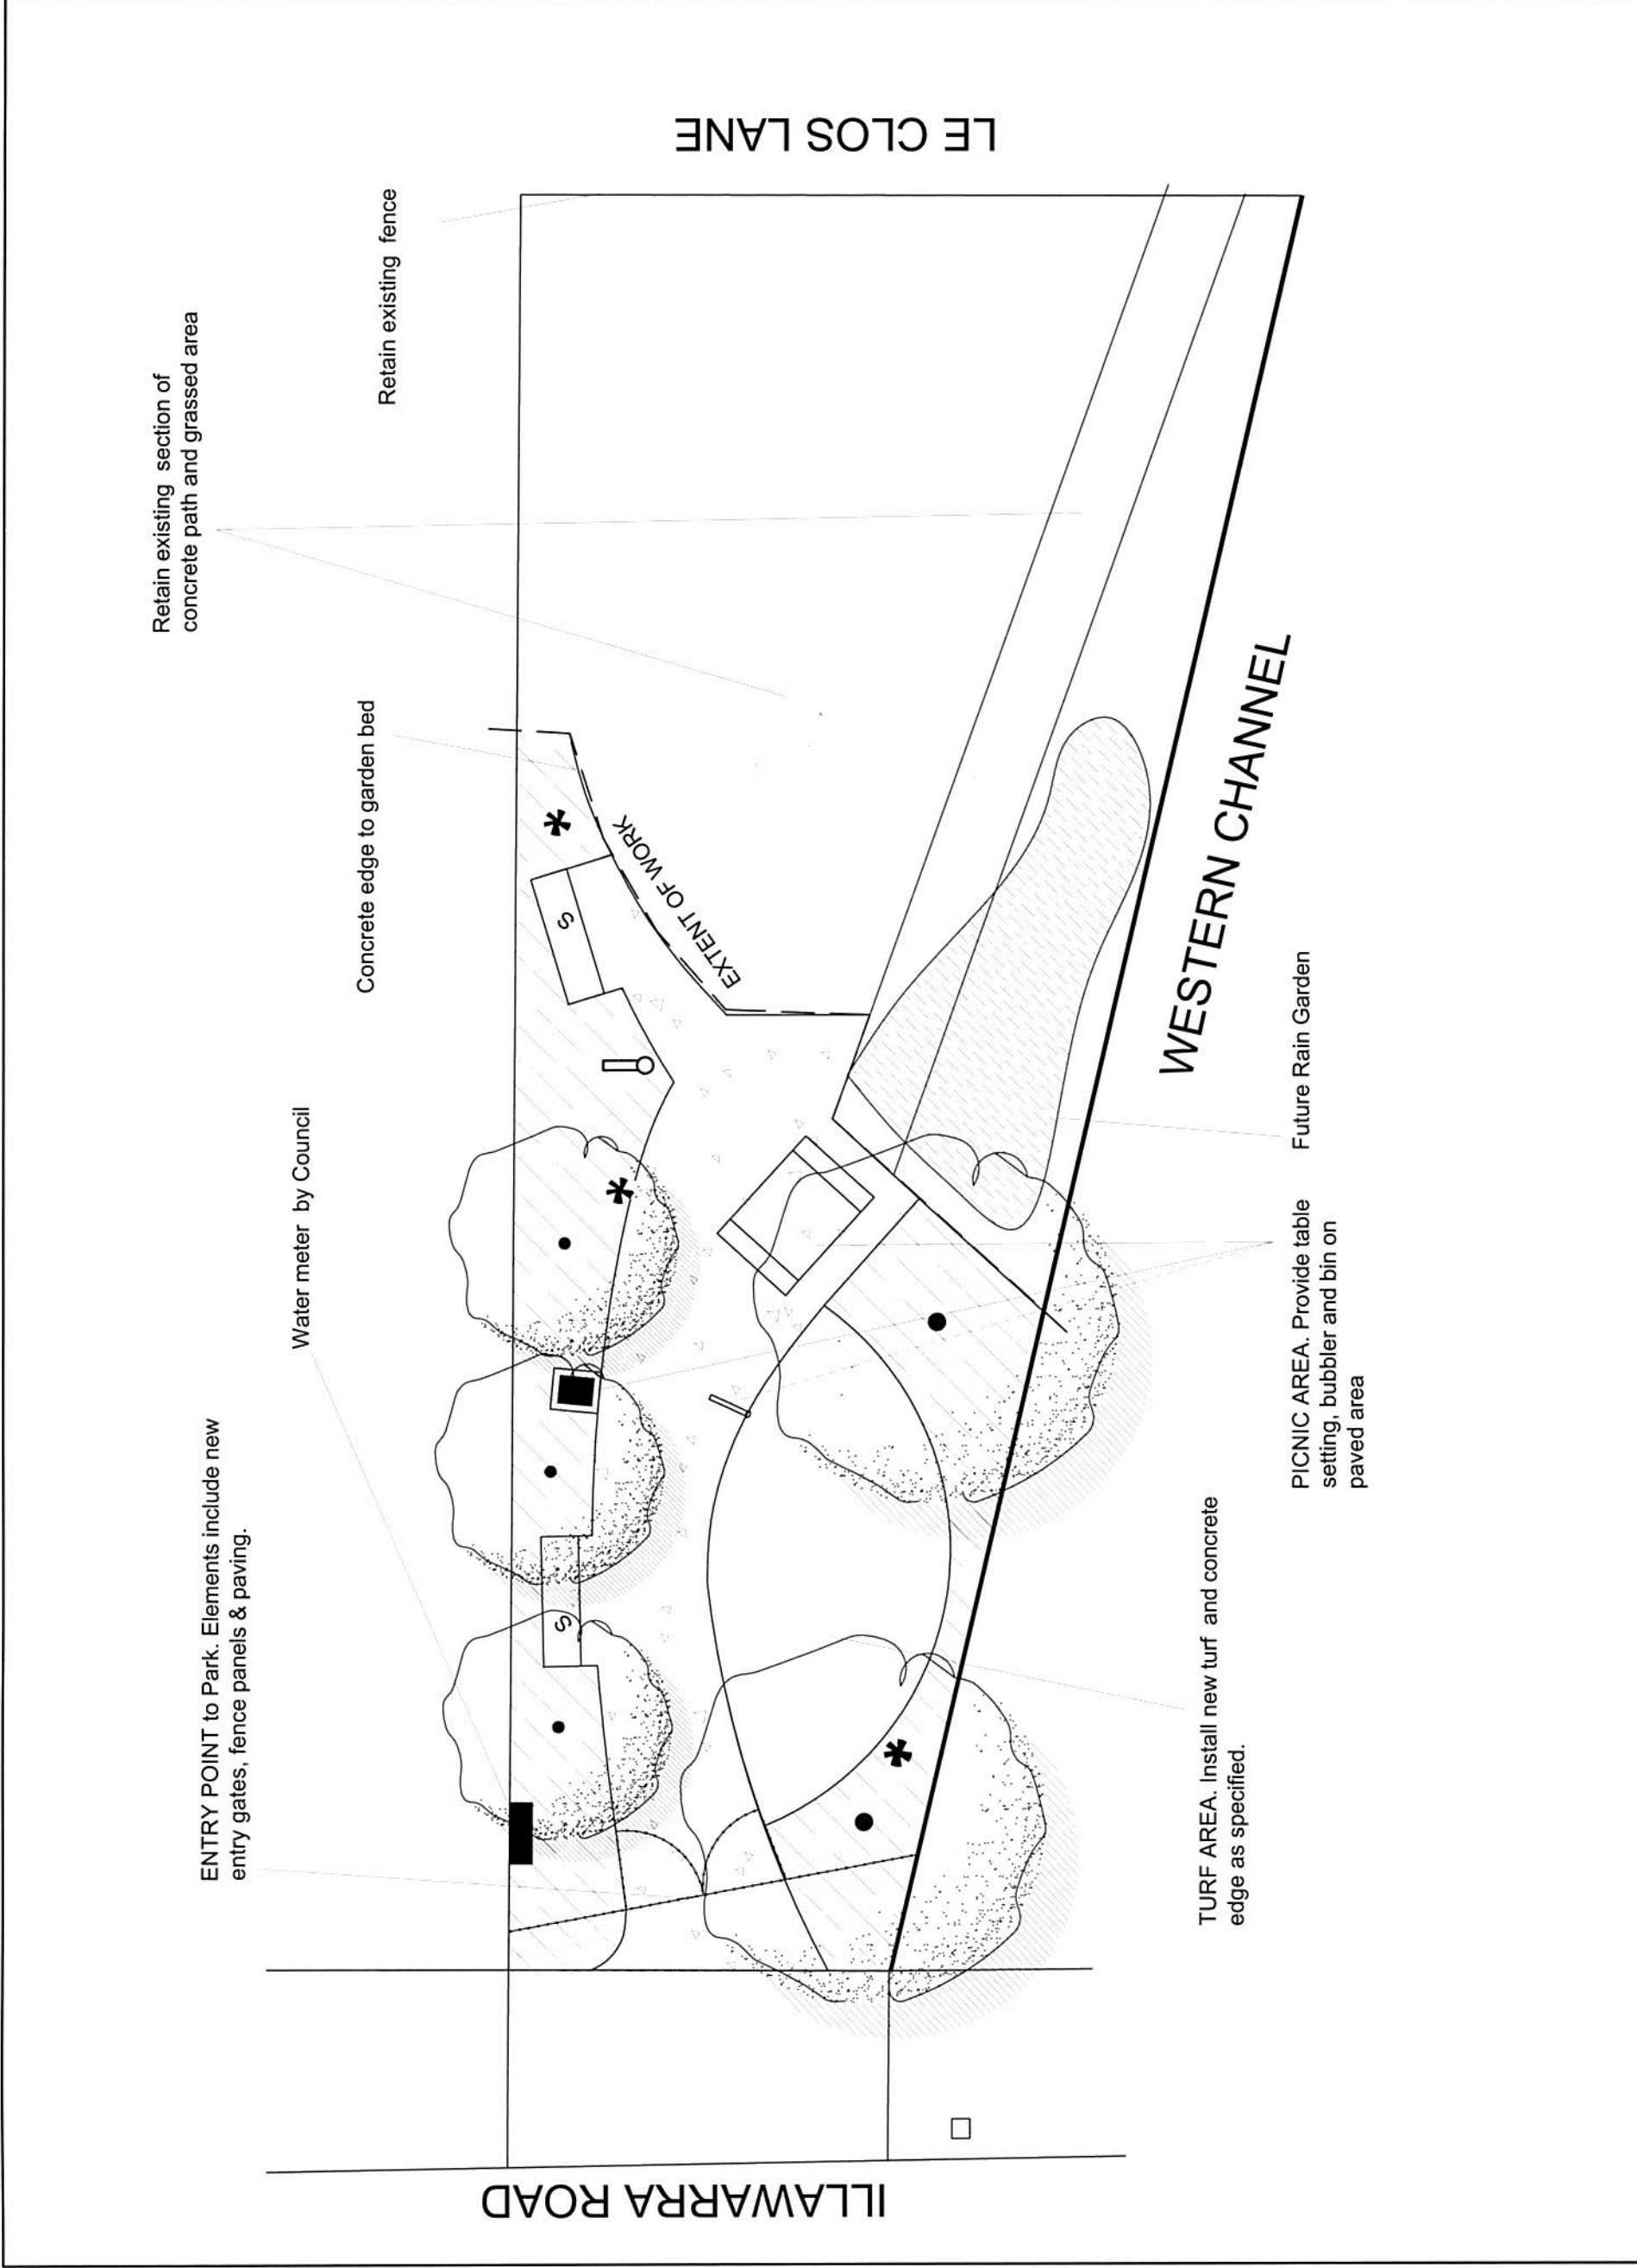 ENTRY POINT to Park. Elements include new
entry gates, fence panels & paving.
Water meter by Council
Concrete edge to garden bed
Retain existing section of
concrete path and grassed area
Retain existing fence
ILLAWARRA ROAD
LE CLOS LANE
S
S
EXTENT OF WORK
WESTERN CHANNEL
TURF AREA. Install new turf and concrete
edge as specified.
PICNIC AREA. Provide table
setting, bubbler and bin on
paved area
Future Rain Garden